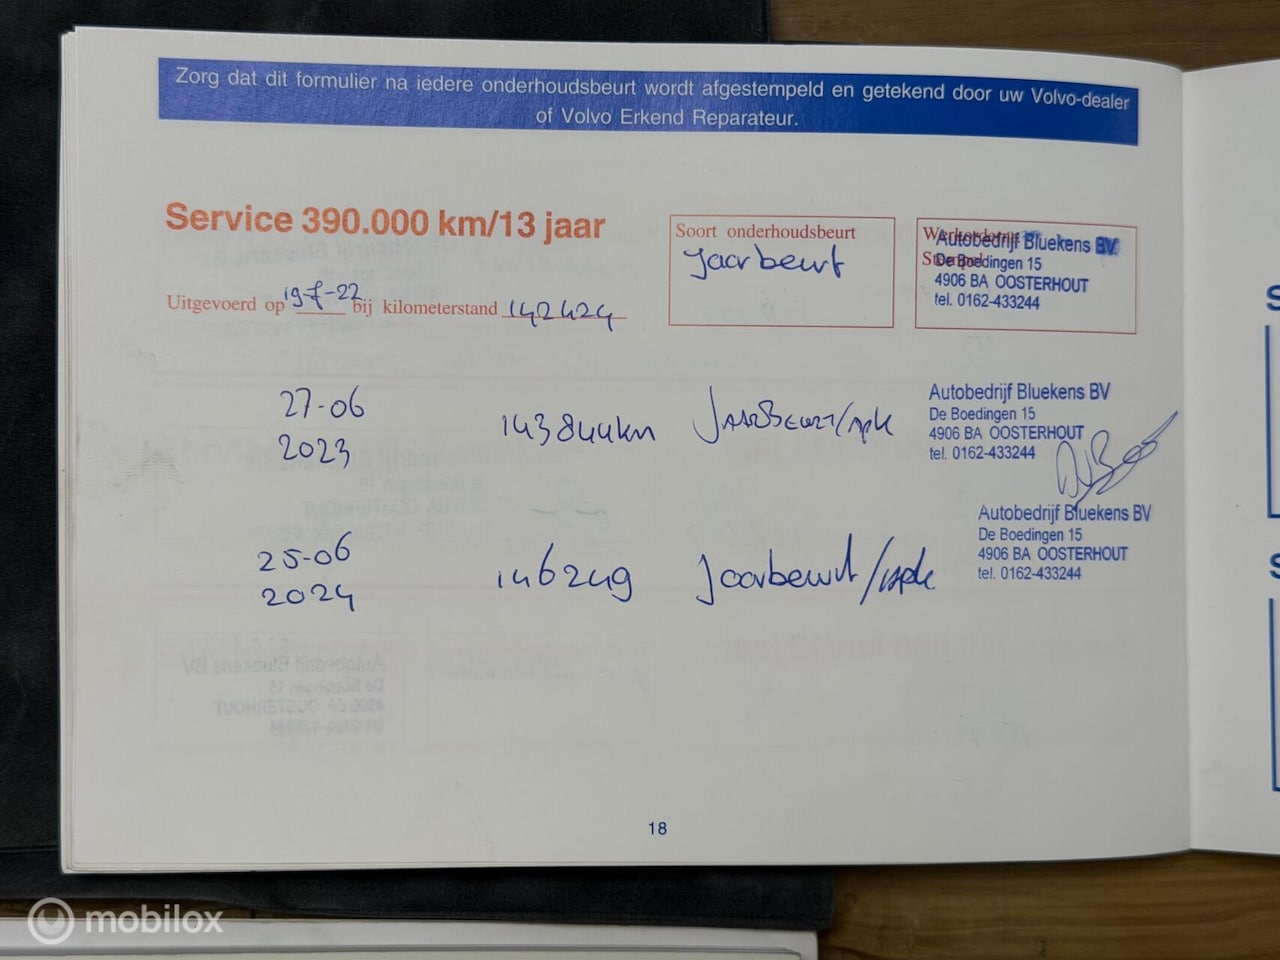 Zorg dat dit formulier na iedere onderhoudsbeurt wordt afgestempeld en getekend door uw Volvo-dealer
of Volvo Erkend Reparateur.
Service 390.000 km/13 jaar
Soort onderhoudsbeurt
jaarbeurt
Autobedrijf Bluekens BV
De Boedingen 15
4906 BA OOSTERHOUT
tel. 0162-433244
Uitgevoerd op 19-7-22 bij kilometerstand 142424
27-06
2023
143844km
JAARBEURT/apk
Autobedrijf Bluekens BV
De Boedingen 15
4906 BA OOSTERHOUT
tel. 0162-433244
25-06
2024
146249
Jaarbeurt/apk
Autobedrijf Bluekens BV
De Boedingen 15
4906 BA OOSTERHOUT
tel. 0162-433244
18
S
S
mobilox